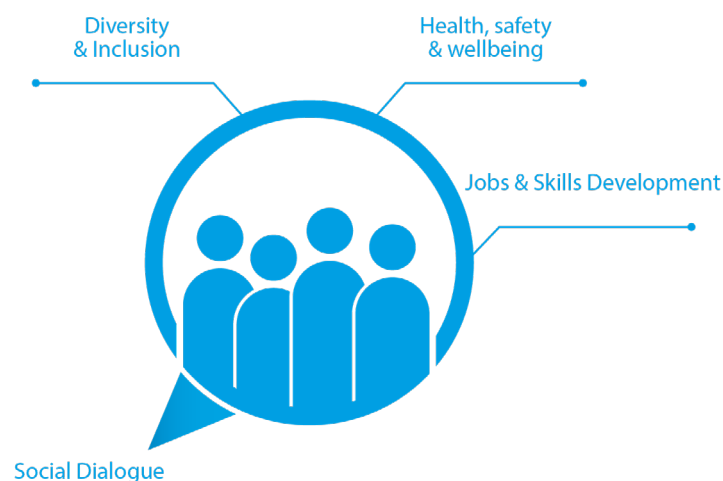 Diversity
& Inclusion
Health, safety
& wellbeing
Jobs & Skills Development
Social Dialogue